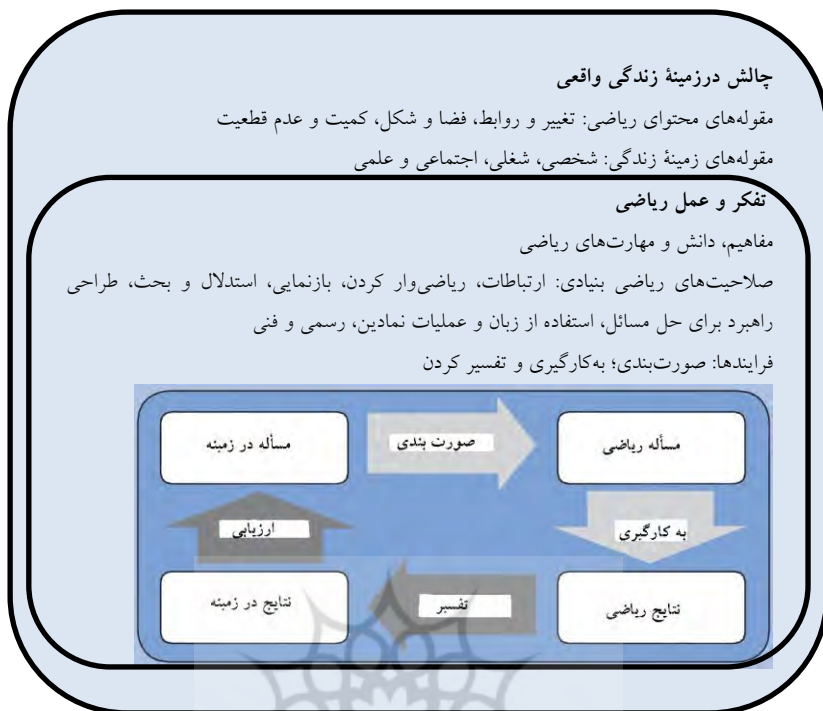 چالش درزمینهٔ زندگی واقعی
مقوله‌های محتوای ریاضی: تغییر و روابط، فضا و شکل، کمیت و عدم قطعیت
مقوله‌های زمینهٔ زندگی: شخصی، شغلی، اجتماعی و علمی
تفکر و عمل ریاضی
مفاهیم، دانش و مهارت‌های ریاضی
صلاحیت‌های ریاضی بنیادی: ارتباطات، ریاضی‌وار کردن، بازنمایی، استدلال و بحث، طراحی
راهبرد برای حل مسائل، استفاده از زبان و عملیات نمادین، رسمی و فنی
فرایندها: صورت‌بندی؛ به‌کارگیری و تفسیر کردن
مسأله در زمینه
صورت بندی
مسأله ریاضی
ارزیابی
به کارگیری
نتایج در زمینه
تفسیر
نتایج ریاضی